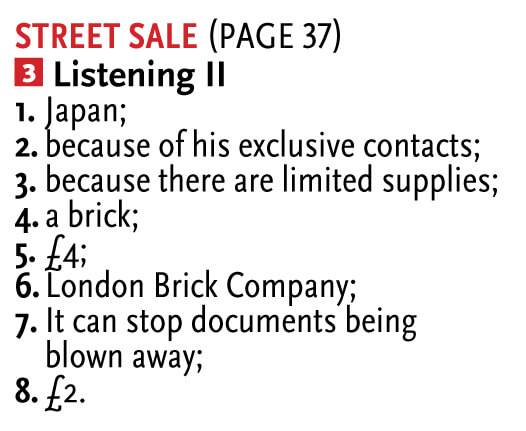 STREET SALE (PAGE 37)
3 Listening II
1. Japan;
2. because of his exclusive contacts;
3. because there are limited supplies;
4. a brick;
5. £4;
6. London Brick Company;
7. It can stop documents being
blown away;
8. £2.